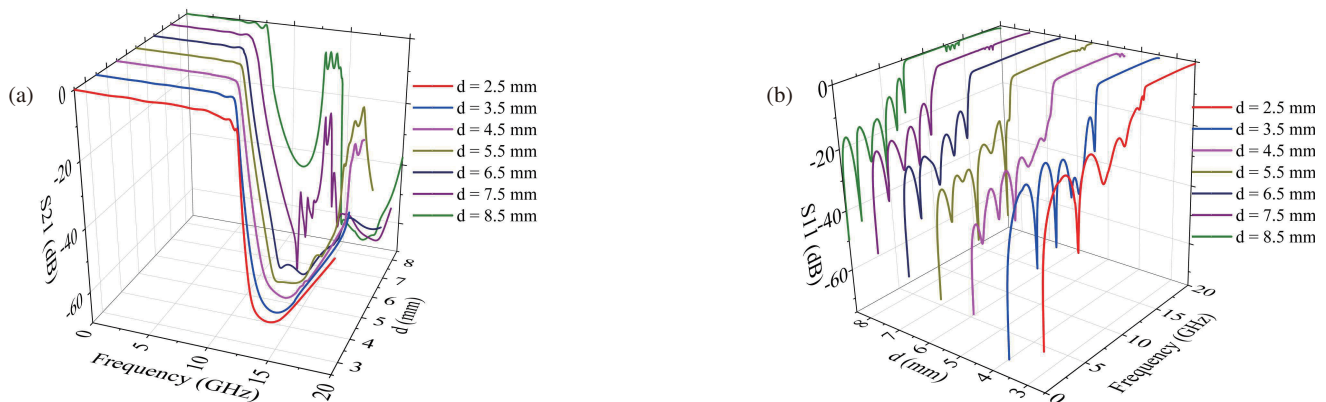 (a)
0
-20
-40
-60
S21 (dB)
0
5
10
15
20
Frequency (GHz)
3
4
5
6
7
8
d (mm)
d = 2.5 mm
d = 3.5 mm
d = 4.5 mm
d = 5.5 mm
d = 6.5 mm
d = 7.5 mm
d = 8.5 mm
(b)
0
-20
-40
-60
S11 (dB)
8
7
6
5
4
3
d (mm)
0
5
10
15
20
Frequency (GHz)
d = 2.5 mm
d = 3.5 mm
d = 4.5 mm
d = 5.5 mm
d = 6.5 mm
d = 7.5 mm
d = 8.5 mm